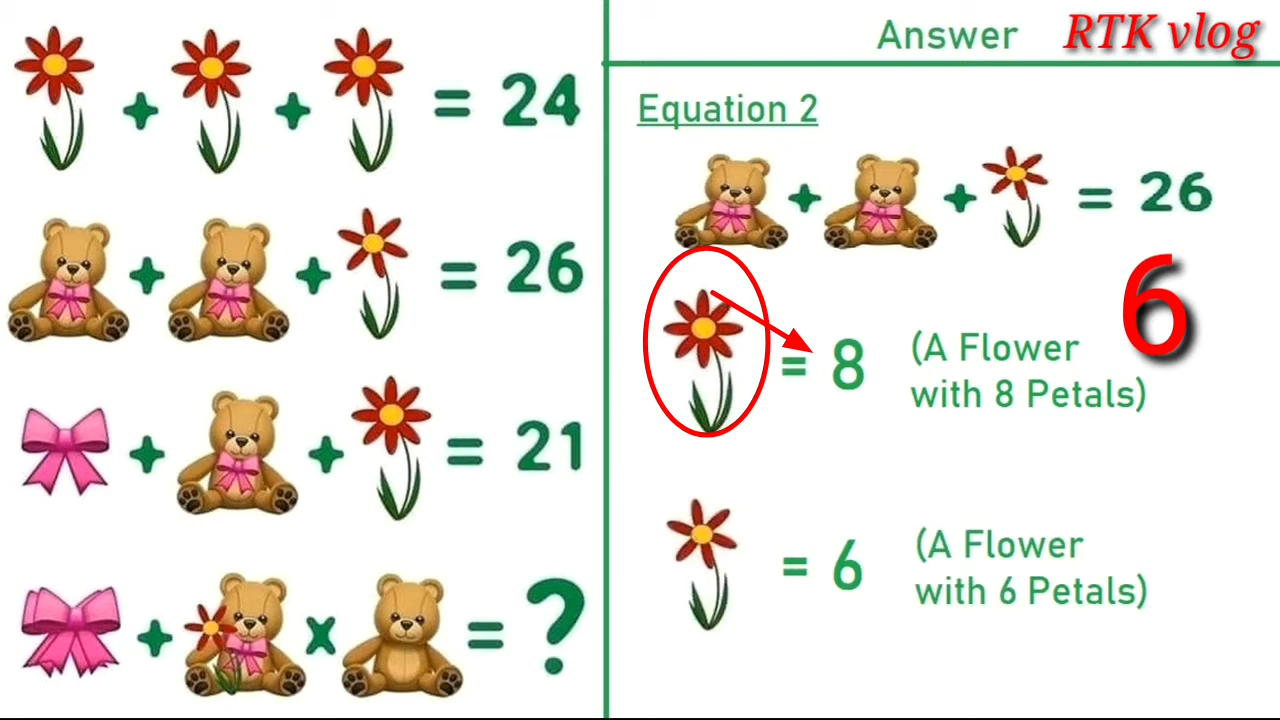 + + = 24
+ + = 26
+ + = 21
+ x = ?
Answer RTK vlog
Equation 2
+ + = 26
6
= 8 (A Flower
with 8 Petals)
= 6 (A Flower
with 6 Petals)